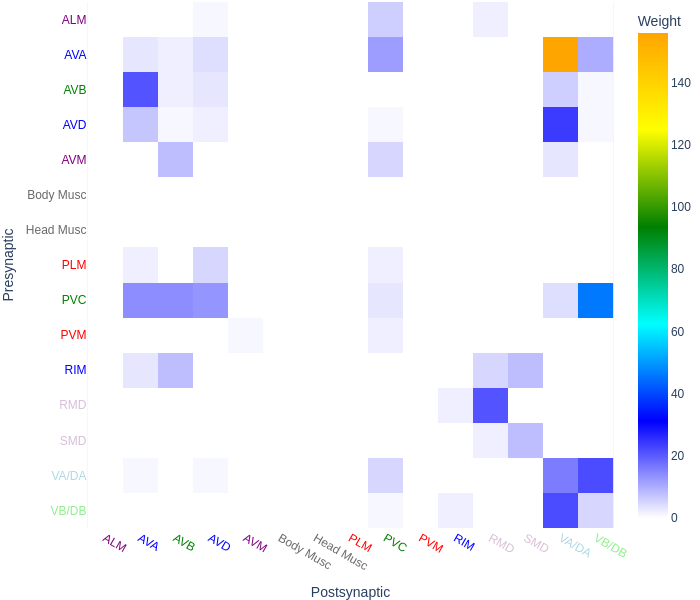 Weight
ALM
AVA
AVB
AVD
AVM
Body Musc
Head Musc
PLM
PVC
PVM
RIM
RMD
SMD
VA/DA
VB/DB
Presynaptic
140
120
100
80
60
40
20
0
ALM
AVA
AVB
AVD
AVM
Body Musc
Head Musc
PLM
PVC
PVM
RIM
RMD
SMD
VA/DA
VB/DB
Postsynaptic